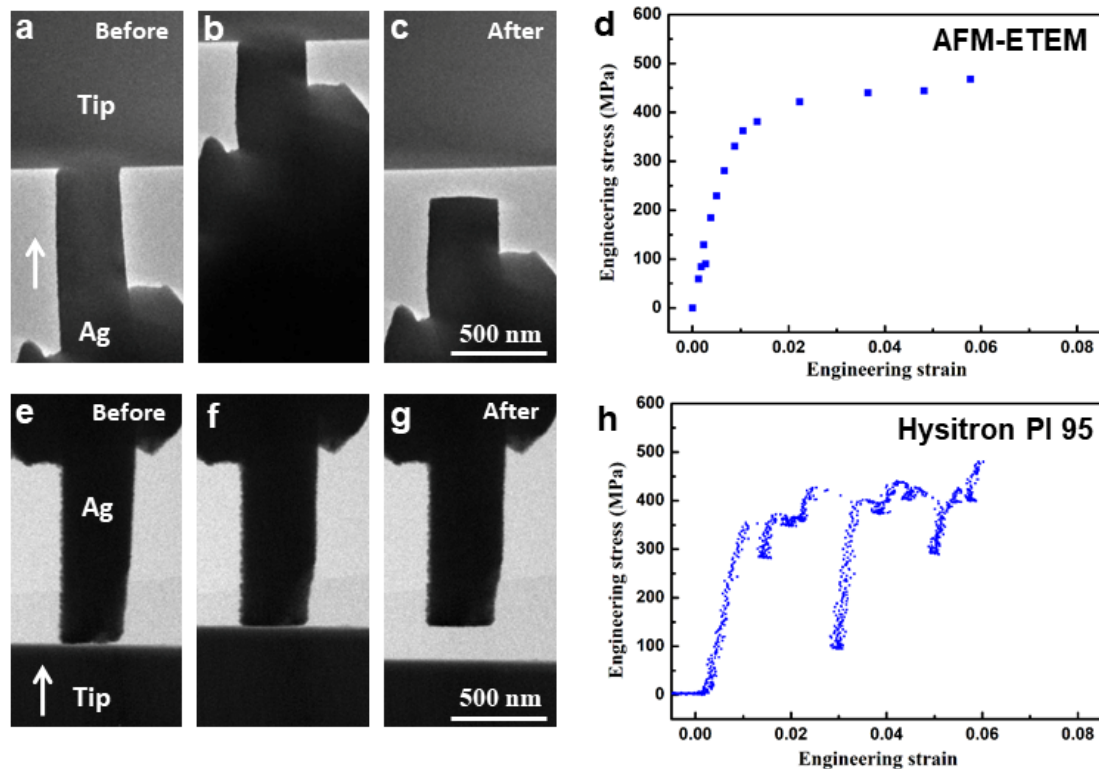 a Before
Tip
Ag
b
c After
500 nm
d AFM-ETEM
Engineering stress (MPa)
600
500
400
300
200
100
0
0.00 0.02 0.04 0.06 0.08
Engineering strain
e Before
Ag
Tip
f
g After
500 nm
h Hysitron PI 95
Engineering stress (MPa)
600
500
400
300
200
100
0
0.00 0.02 0.04 0.06 0.08
Engineering strain